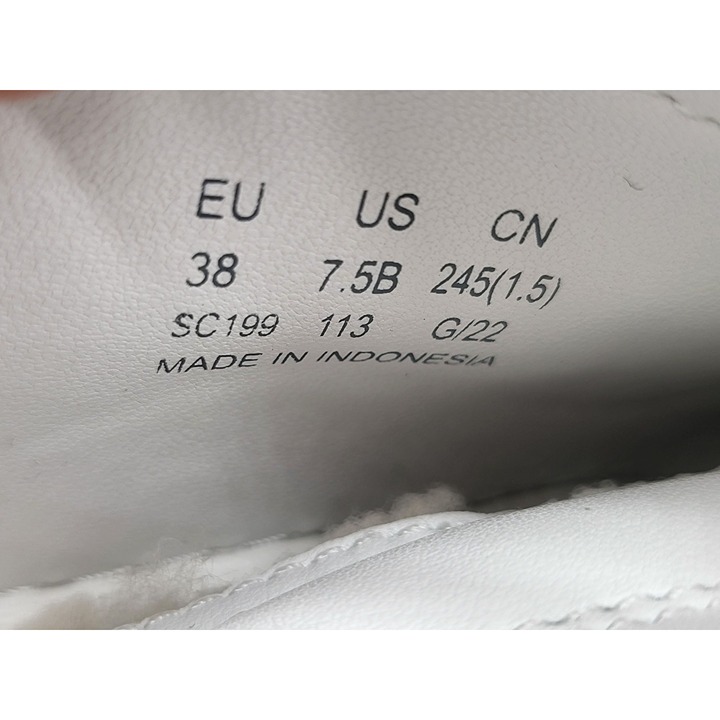 EU US CN
38 7.5B 245(1.5)
SC199 113 G/22
MADE IN INDONESIA